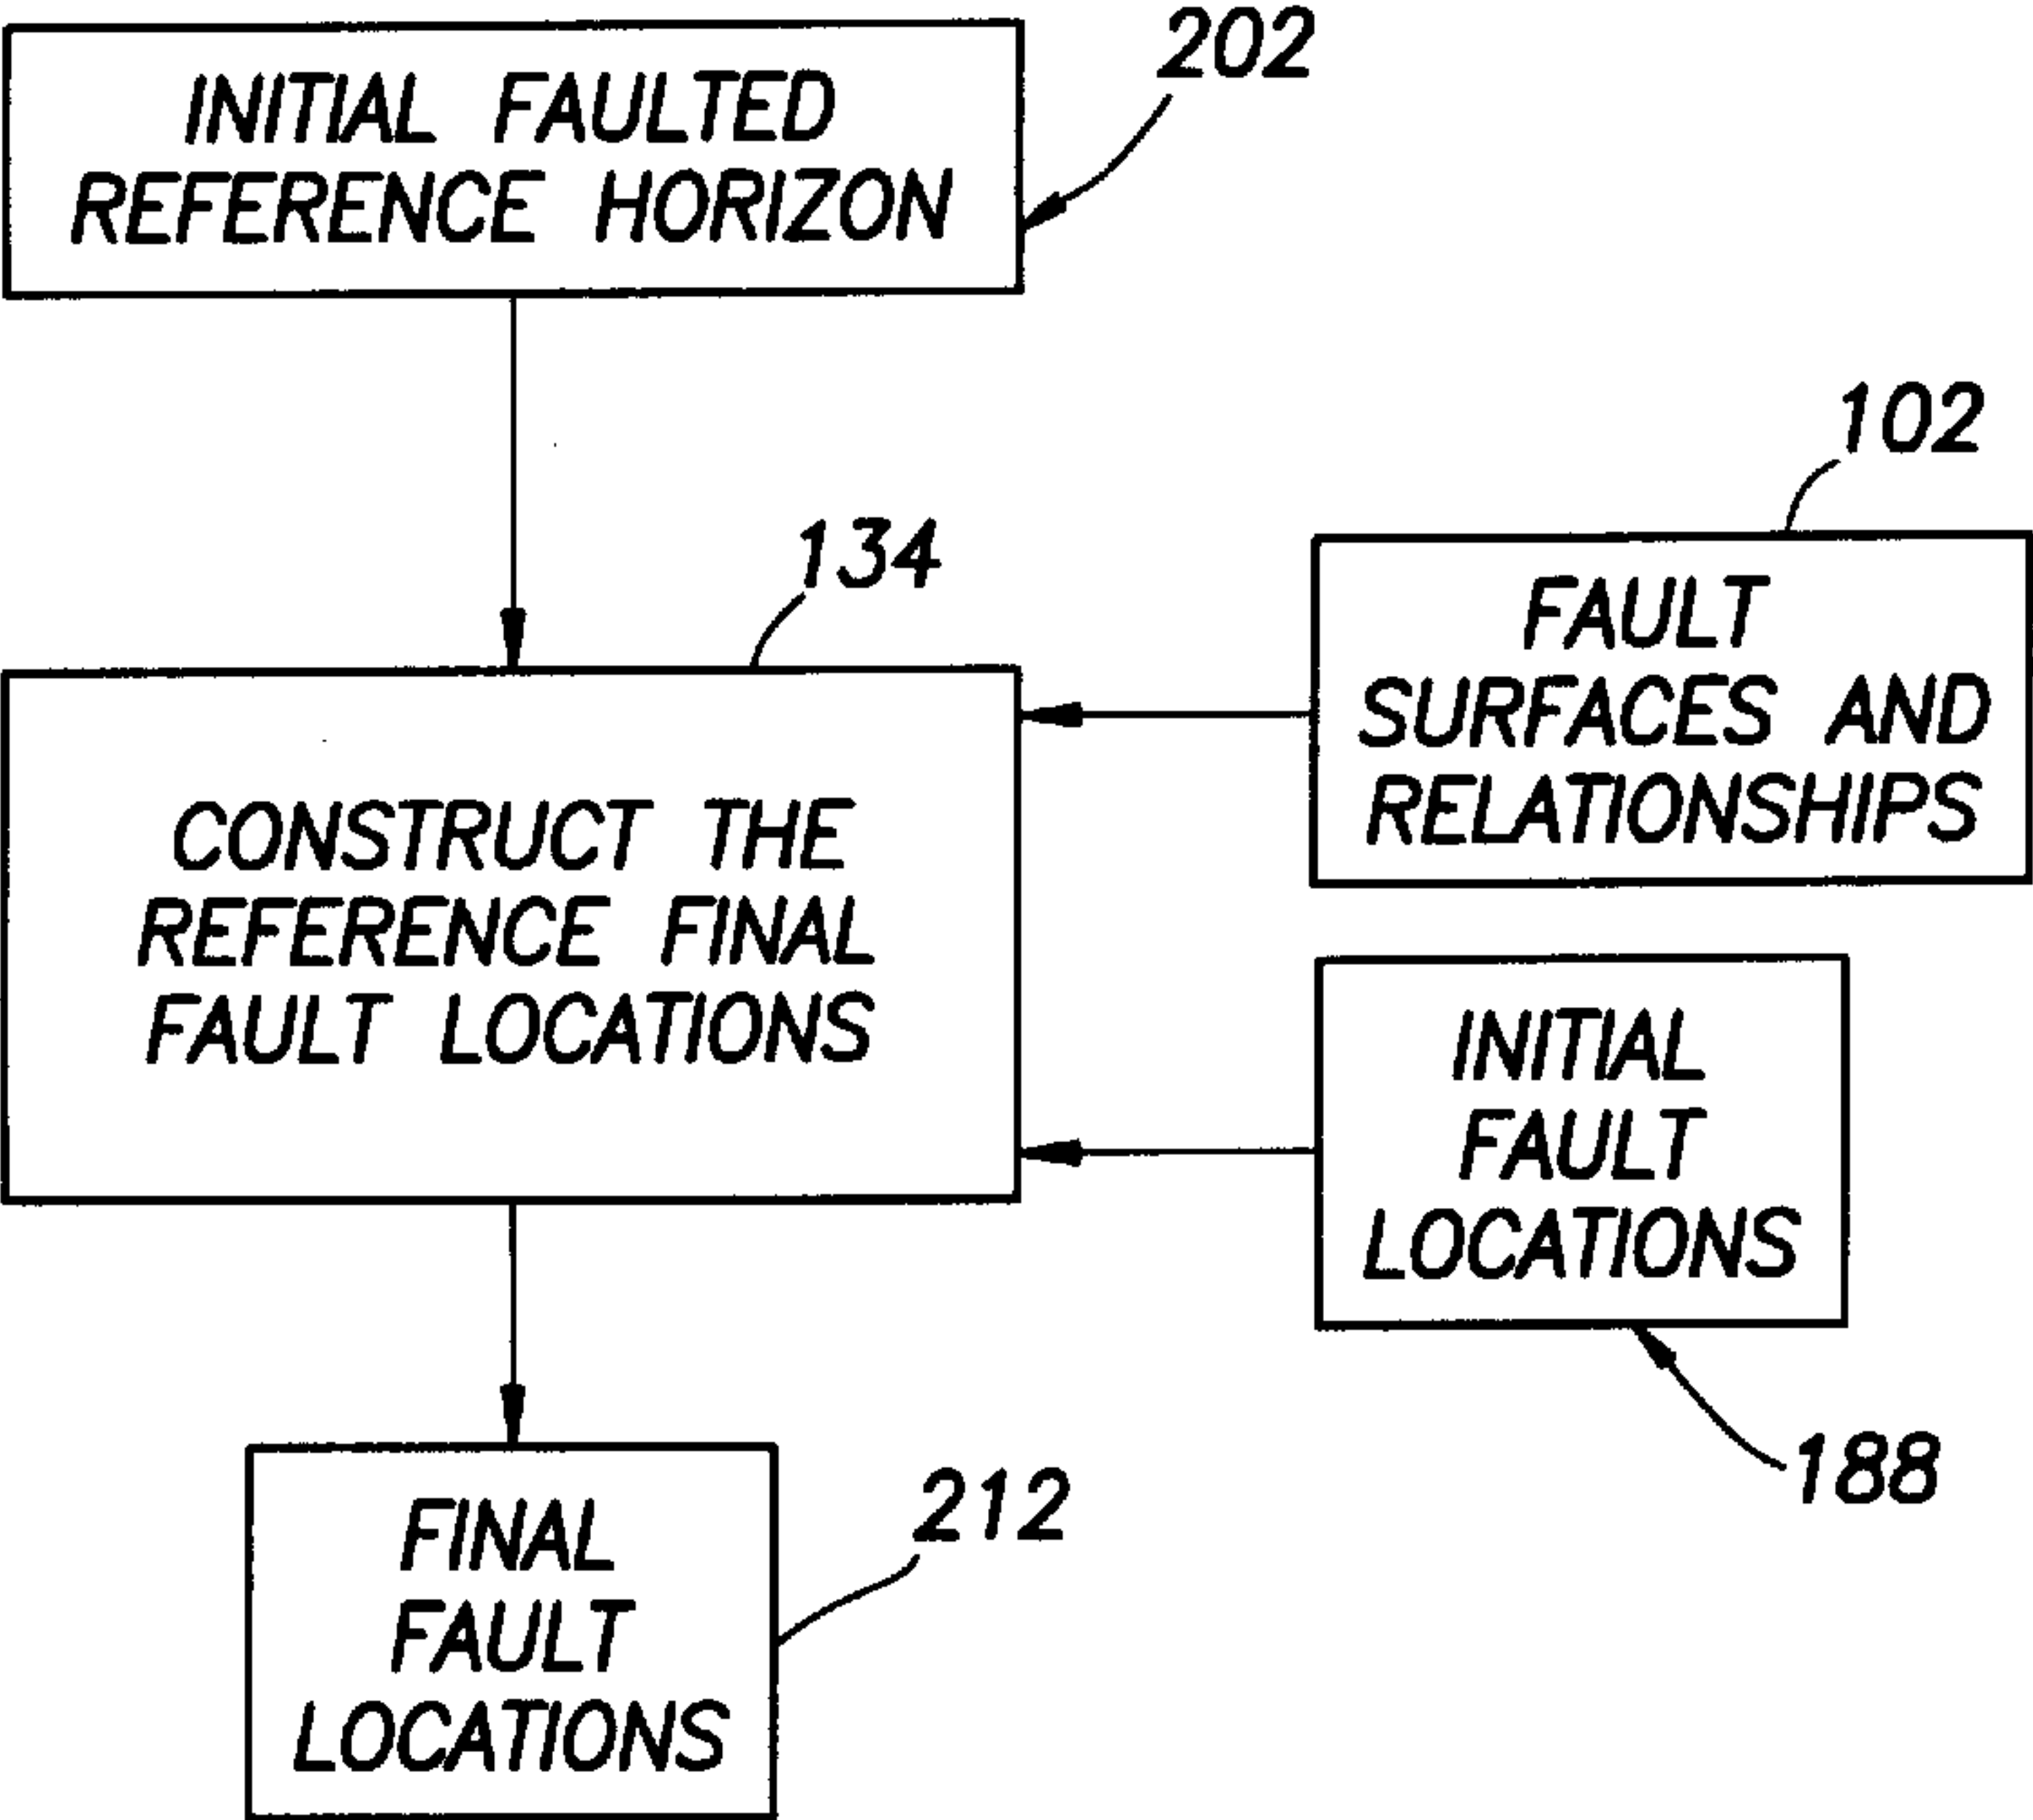 202
INITIAL FAULTED
REFERENCE HORIZON
102
134
FAULT
SURFACES AND
RELATIONSHIPS
CONSTRUCT THE
REFERENCE FINAL
FAULT LOCATIONS
INITIAL
FAULT
LOCATIONS
188
212
FINAL
FAULT
LOCATIONS